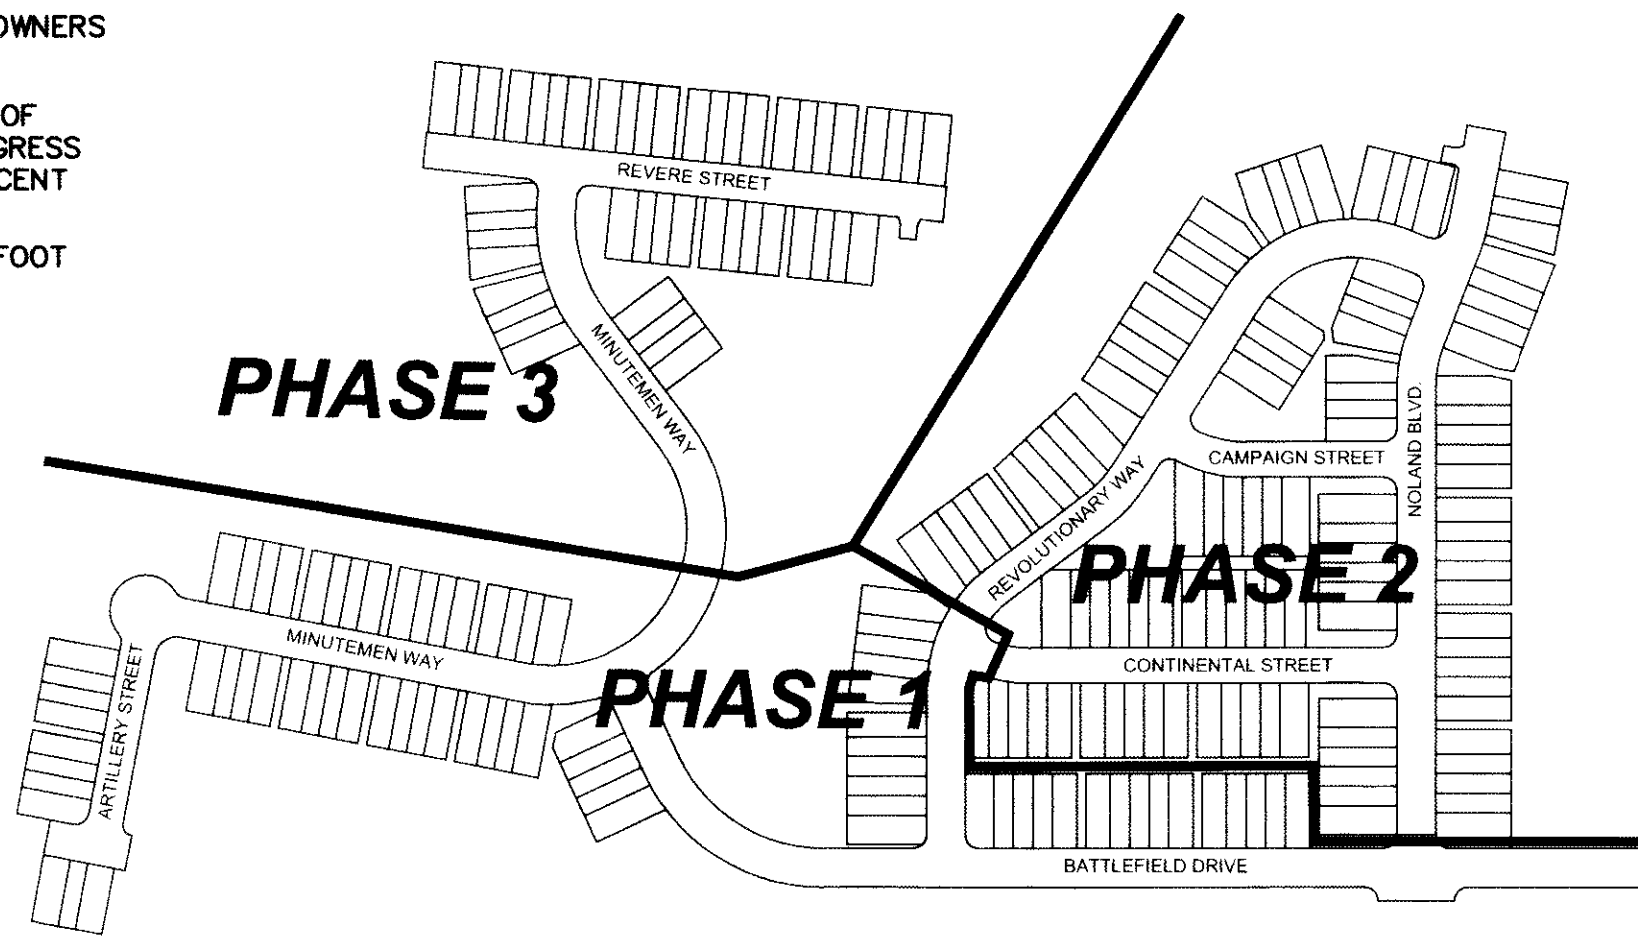 OWNERS
OF
GRESS
CENT
FOOT
REVERE STREET
MINUTEMEN WAY
PHASE 3
NOLAND BLVD.
CAMPAIGN STREET
REVOLUTIONARY WAY
PHASE 2
MINUTEMEN WAY
ARTILLERY STREET
PHASE 1
CONTINENTAL STREET
BATTLEFIELD DRIVE